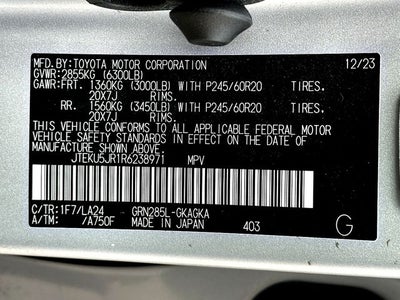 MFD.BY:TOYOTA MOTOR CORPORATION 12/23
GVWR: 2855KG (6300LB)
GAWR:FRT. 1360KG (3000LB) WITH P245/60R20 TIRES.
20X7J RIMS.
RR. 1560KG (3450LB) WITH P245/60R20 TIRES.
20X7J RIMS.
THIS VEHICLE CONFORMS TO ALL APPLICABLE FEDERAL MOTOR
VEHICLE SAFETY STANDARDS IN EFFECT ON THE DATE OF
MANUFACTURE SHOWN ABOVE.
JTEKU5JR1R6238971 MPV
C/TR:1F7/LA24 GRN285L-GKAGKA
A/TM: /A750F MADE IN JAPAN 403 G